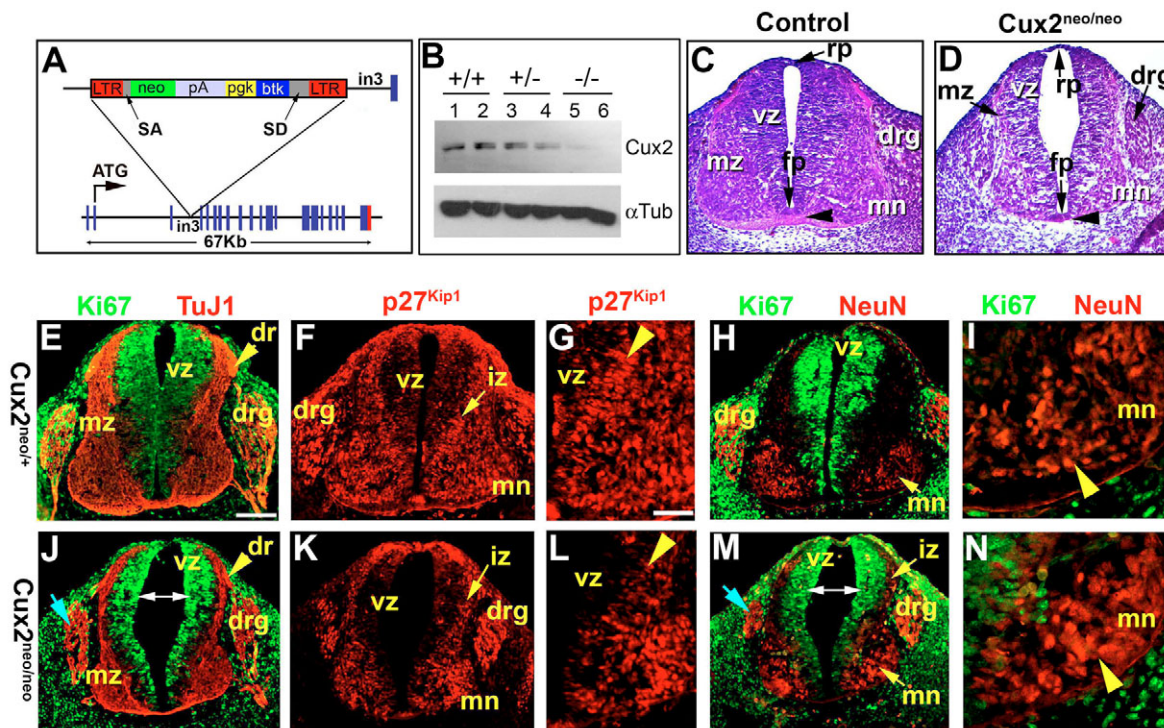 Control
Cux2neo/neo
A
LTR
neo
pA
pgk
btk
LTR
in3
SA
SD
ATG
in3
67Kb
B
+/+
+/-
-/-
1 2 3 4 5 6
Cux2
αTub
C
rp
vz
mz
drg
fp
mn
D
vz
rp
drg
mz
fp
mn
Ki67 TuJ1
p27Kip1
p27Kip1
Ki67 NeuN
Ki67 NeuN
Cux2neo/+
E
dr
vz
mz
drg
F
vz
iz
drg
mn
G
vz
H
vz
drg
mn
I
mn
Cux2neo/neo
J
vz
dr
drg
mz
K
iz
vz
drg
mn
L
vz
M
vz
iz
drg
mn
N
mn